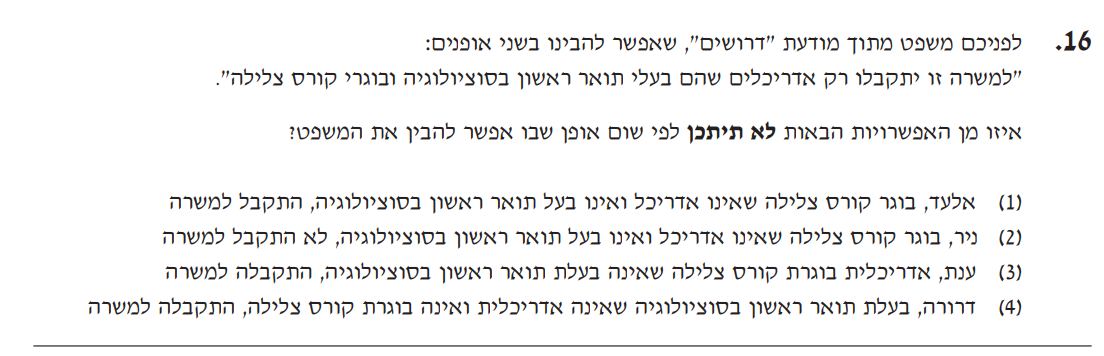 16. לפניכם משפט מתוך מודעת "דרושים", שאפשר להבינו בשני אופנים:
"למשרה זו יתקבלו רק אדריכלים שהם בעלי תואר ראשון בסוציולוגיה ובוגרי קורס צלילה".
איזו מן האפשרויות הבאות לא תיתכן לפי שום אופן שבו אפשר להבין את המשפט?
(1) אלעד, בוגר קורס צלילה שאינו אדריכל ואינו בעל תואר ראשון בסוציולוגיה, התקבל למשרה
(2) ניר, בוגר קורס צלילה שאינו אדריכל ואינו בעל תואר ראשון בסוציולוגיה, לא התקבל למשרה
(3) ענת, אדריכלית בוגרת קורס צלילה שאינה בעלת תואר ראשון בסוציולוגיה, התקבלה למשרה
(4) דרורה, בעלת תואר ראשון בסוציולוגיה שאינה אדריכלית ואינה בוגרת קורס צלילה, התקבלה למשרה